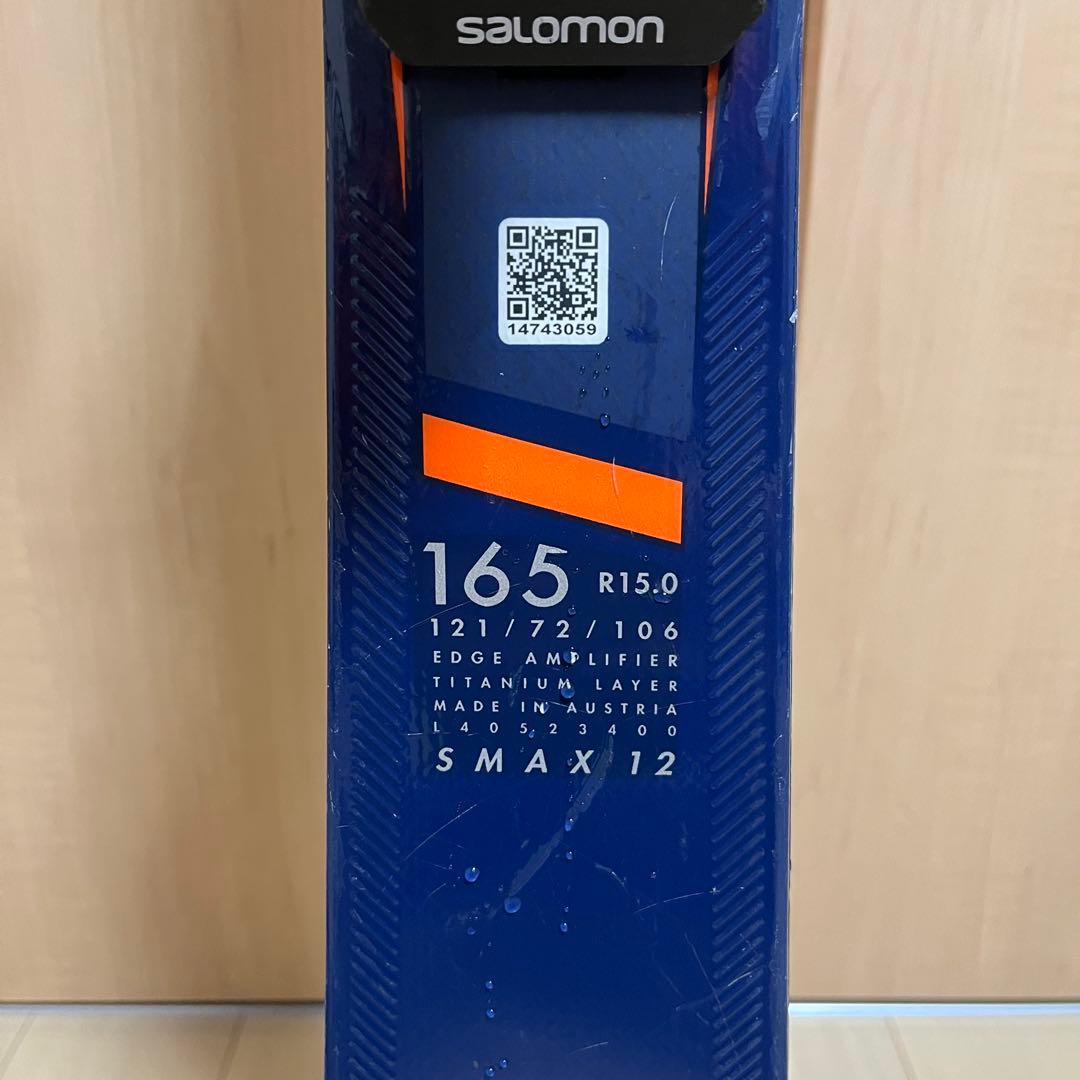 salomon
14743059
165 R15.0
121/72/106
EDGE AMPLIFIER
TITANIUM LAYER
MADE IN AUSTRIA
L40523400
SMAX 12